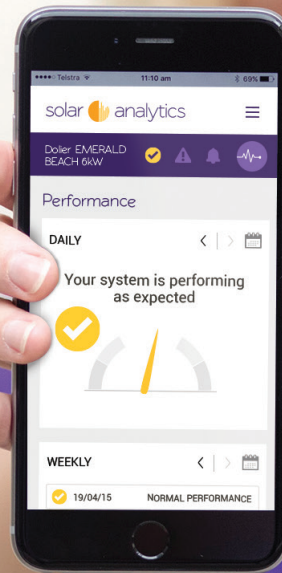 Telstra 11:10 am 69%
solar analytics
Dolier EMERALD
BEACH 6kW
Performance
DAILY
Your system is performing
as expected
WEEKLY
19/04/15 NORMAL PERFORMANCE